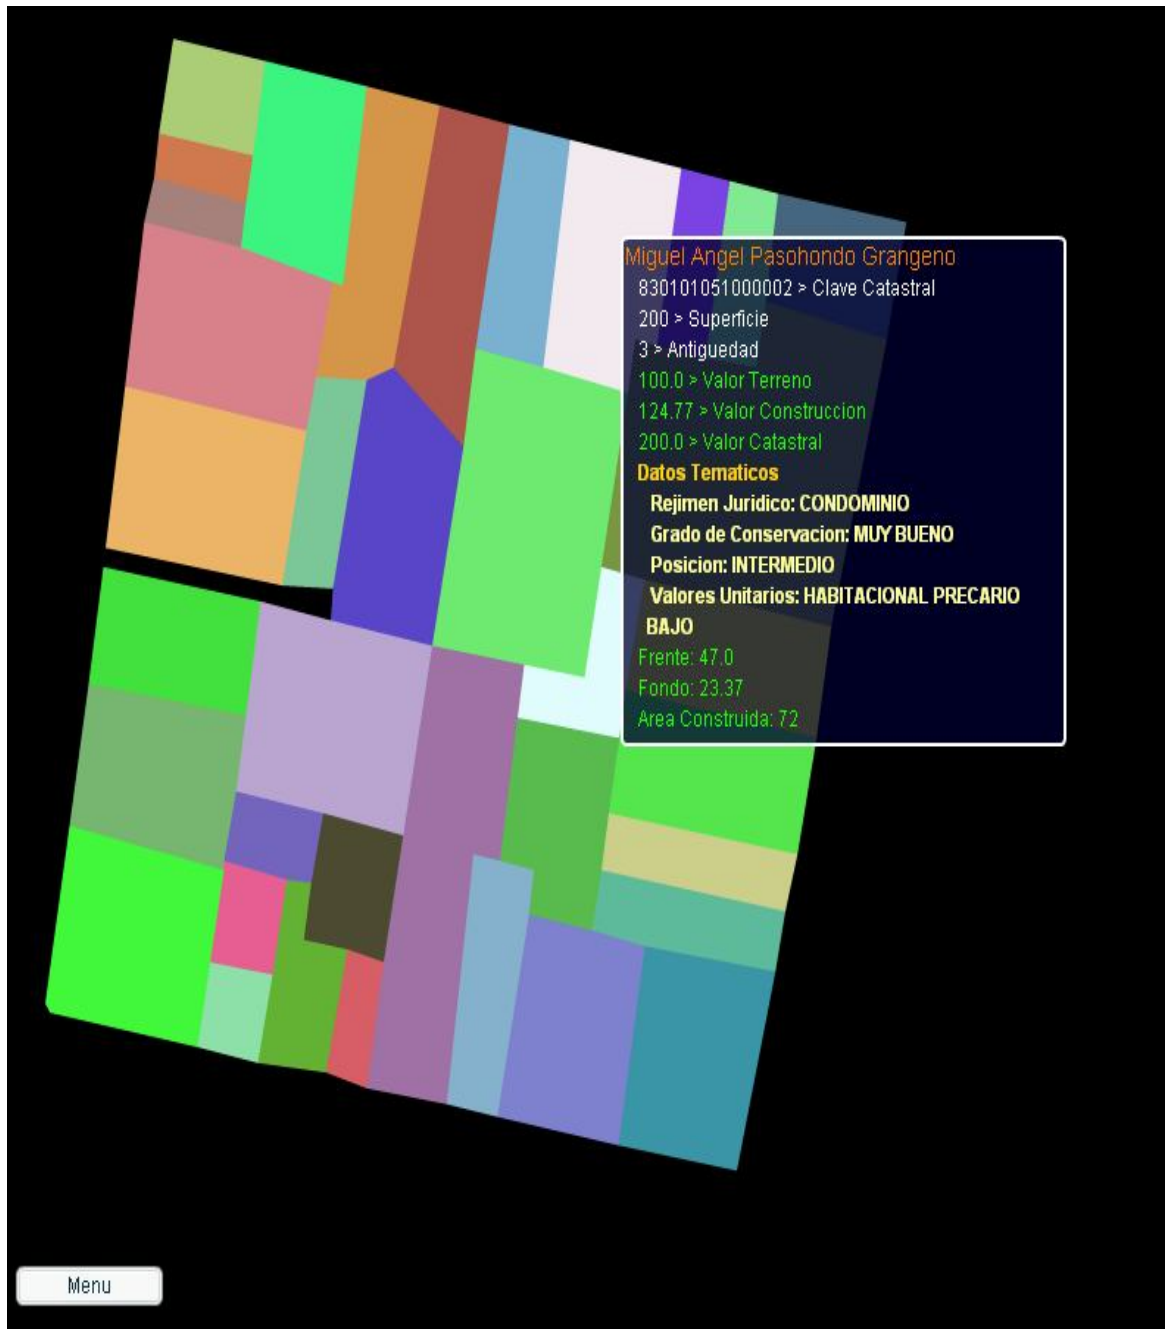 Miguel Angel Pasohondo Grangeno
830101051000002 > Clave Catastral
200 > Superficie
3 > Antiguedad
100.0 > Valor Terreno
124.77 > Valor Construccion
200.0 > Valor Catastral
Datos Tematicos
Rejimen Juridico: CONDOMINIO
Grado de Conservacion: MUY BUENO
Posicion: INTERMEDIO
Valores Unitarios: HABITACIONAL PRECARIO
BAJO
Frente: 47.0
Fondo: 23.37
Area Construida: 72
Menu